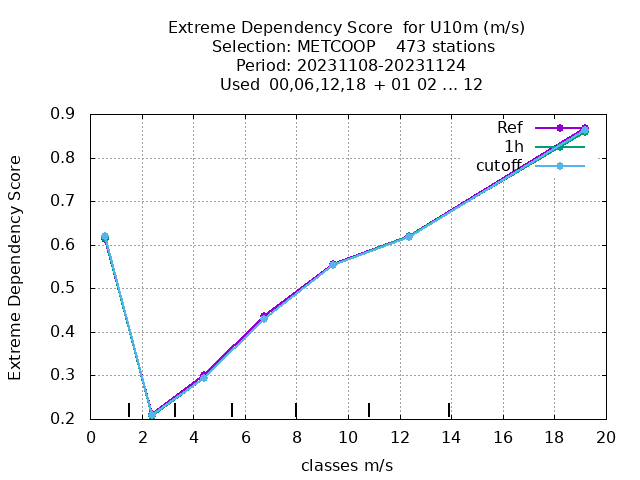 Extreme Dependency Score  for U10m (m/s)
Selection: METCOOP    473 stations
Period: 20231108-20231124
Used  00,06,12,18  + 01 02 ... 12
Extreme Dependency Score
0.9
0.8
0.7
0.6
0.5
0.4
0.3
0.2
Ref
1h
cutoff
0 2 4 6 8 10 12 14 16 18 20
classes m/s